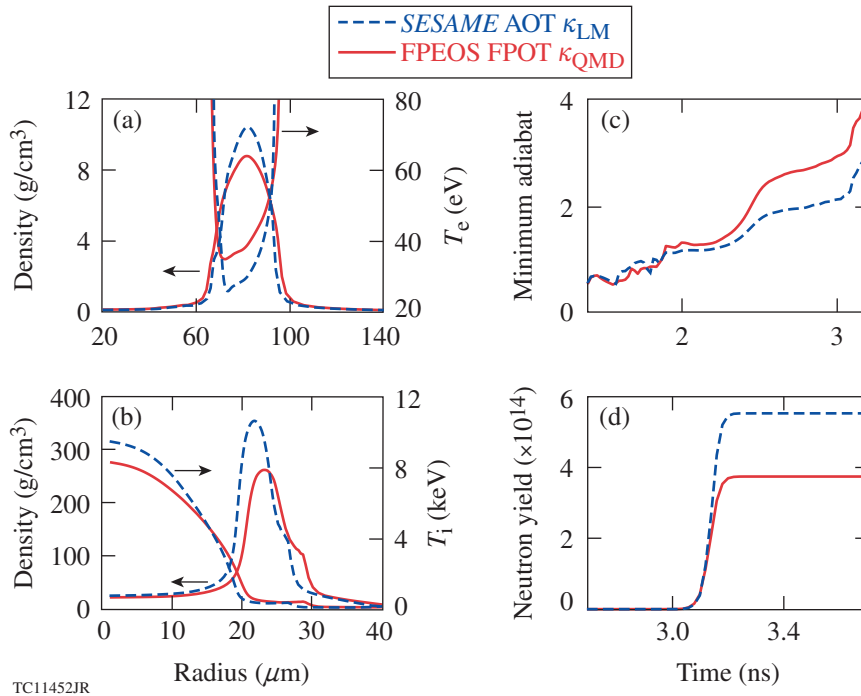 SESAME AOT κLM
FPEOS FPOT κQMD
(a)
Density (g/cm3)
12
8
4
0
80
60
40
20
Te (eV)
20
60
100
140
(c)
Minimum adiabat
4
2
0
2
3
(b)
Density (g/cm3)
400
300
200
100
0
12
8
4
0
Ti (keV)
0
10
20
30
40
Radius (μm)
(d)
Neutron yield (×10^14)
6
4
2
0
3.0
3.4
Time (ns)
TC11452JR